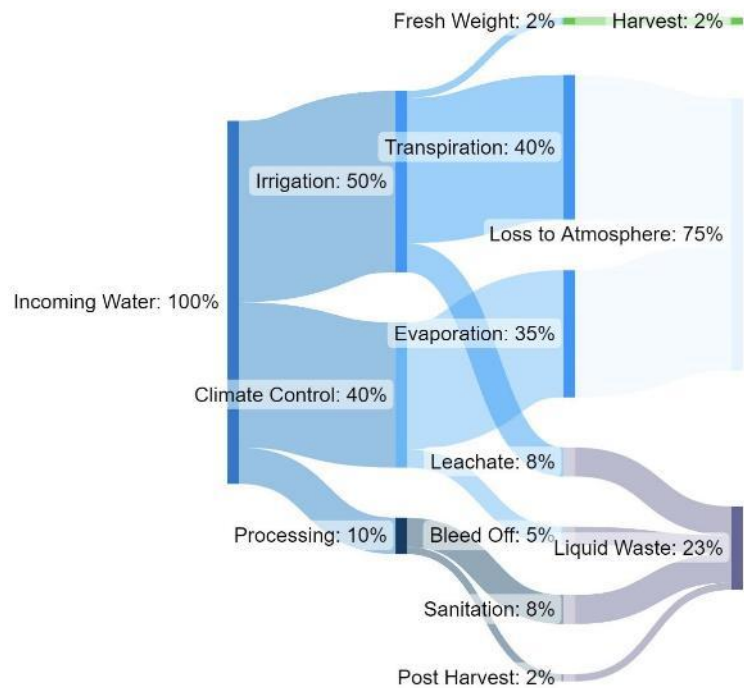 Fresh Weight: 2%
Harvest: 2%
Transpiration: 40%
Irrigation: 50%
Loss to Atmosphere: 75%
Incoming Water: 100%
Evaporation: 35%
Climate Control: 40%
Leachate: 8%
Processing: 10%
Bleed Off: 5%
Liquid Waste: 23%
Sanitation: 8%
Post Harvest: 2%